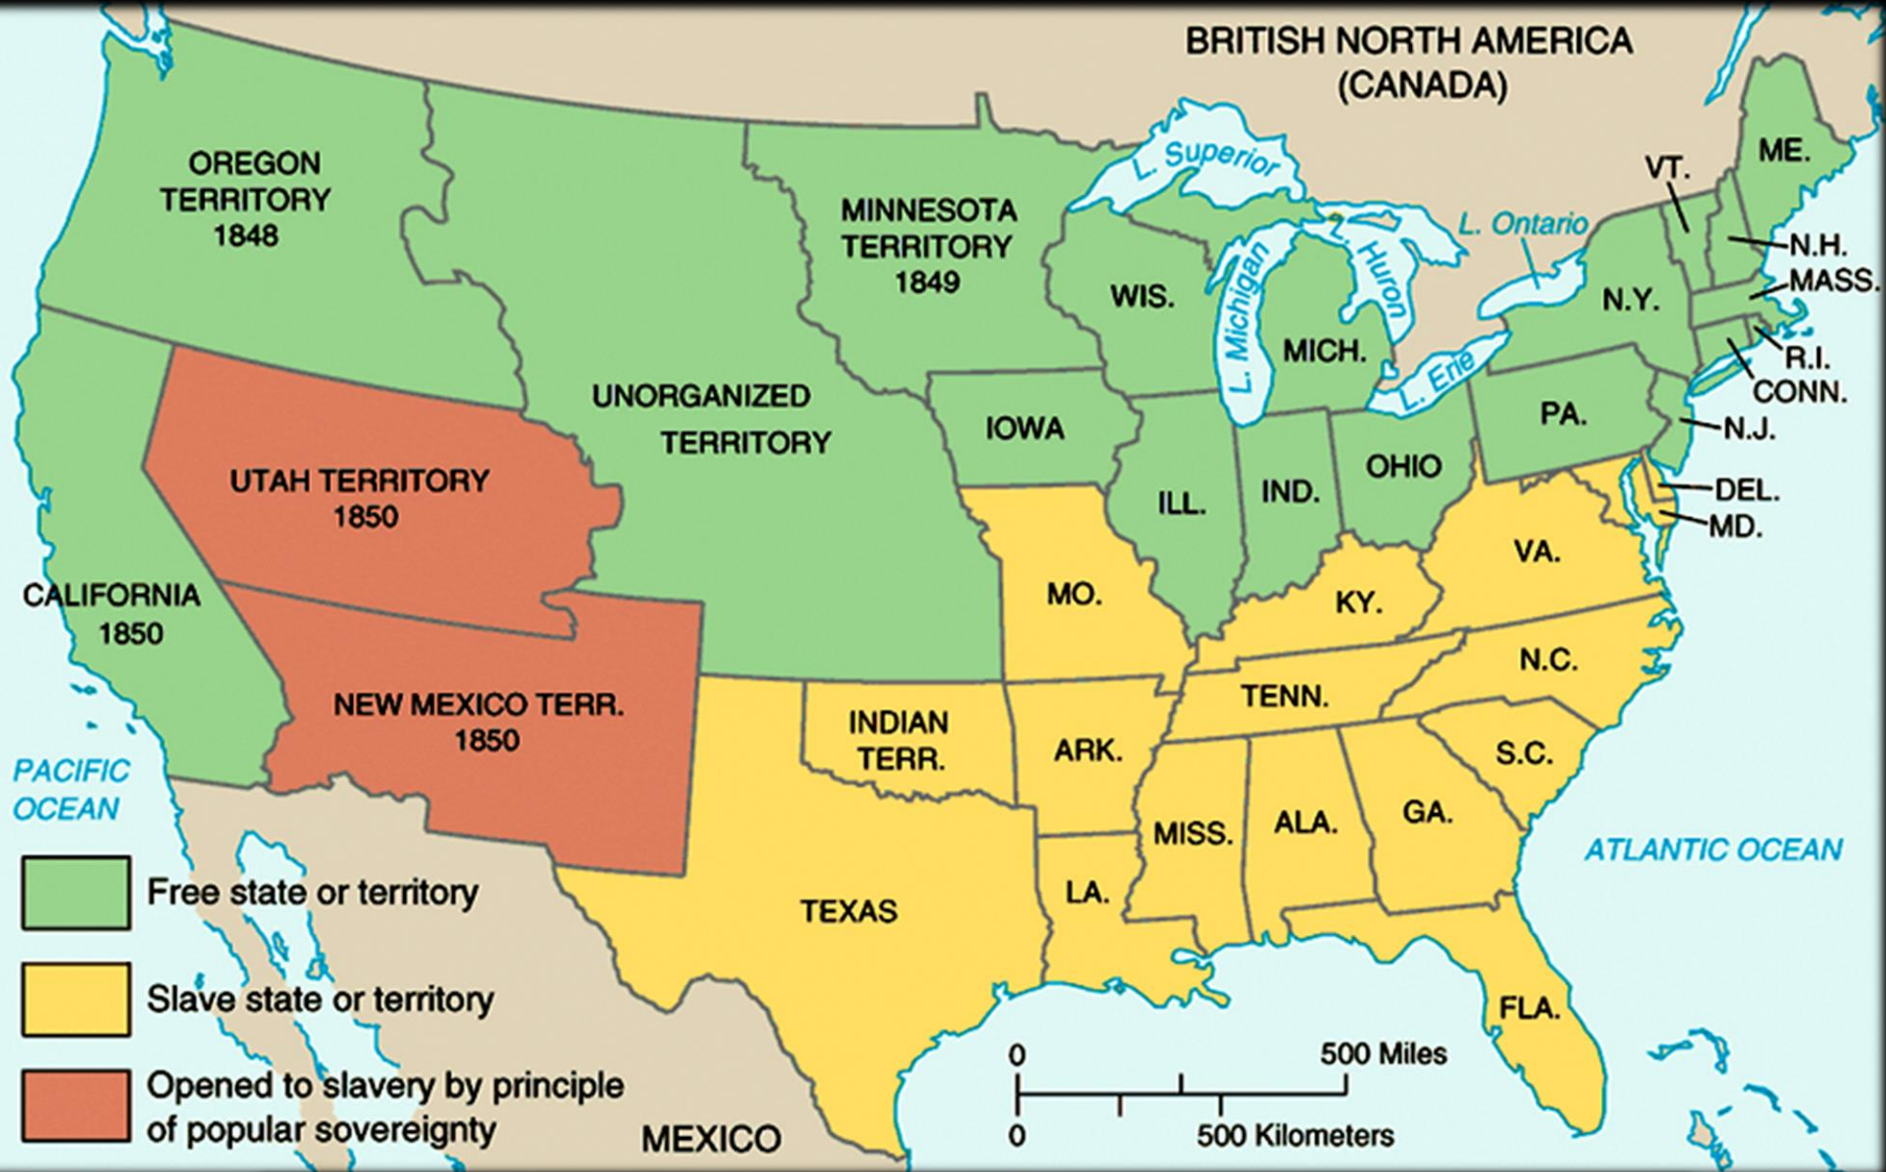 BRITISH NORTH AMERICA
(CANADA)
OREGON
TERRITORY
1848
MINNESOTA
TERRITORY
1849
L. Superior
L. Michigan
L. Huron
L. Ontario
L. Erie
ME.
VT.
N.H.
MASS.
N.Y.
R.I.
CONN.
WIS.
MICH.
UNORGANIZED
TERRITORY
IOWA
PA.
N.J.
UTAH TERRITORY
1850
ILL.
IND.
OHIO
DEL.
MD.
VA.
CALIFORNIA
1850
MO.
KY.
NEW MEXICO TERR.
1850
INDIAN
TERR.
ARK.
TENN.
N.C.
S.C.
PACIFIC
OCEAN
MISS.
ALA.
GA.
ATLANTIC OCEAN
TEXAS
LA.
FLA.
Free state or territory
Slave state or territory
Opened to slavery by principle
of popular sovereignty
MEXICO
0
500 Miles
0
500 Kilometers